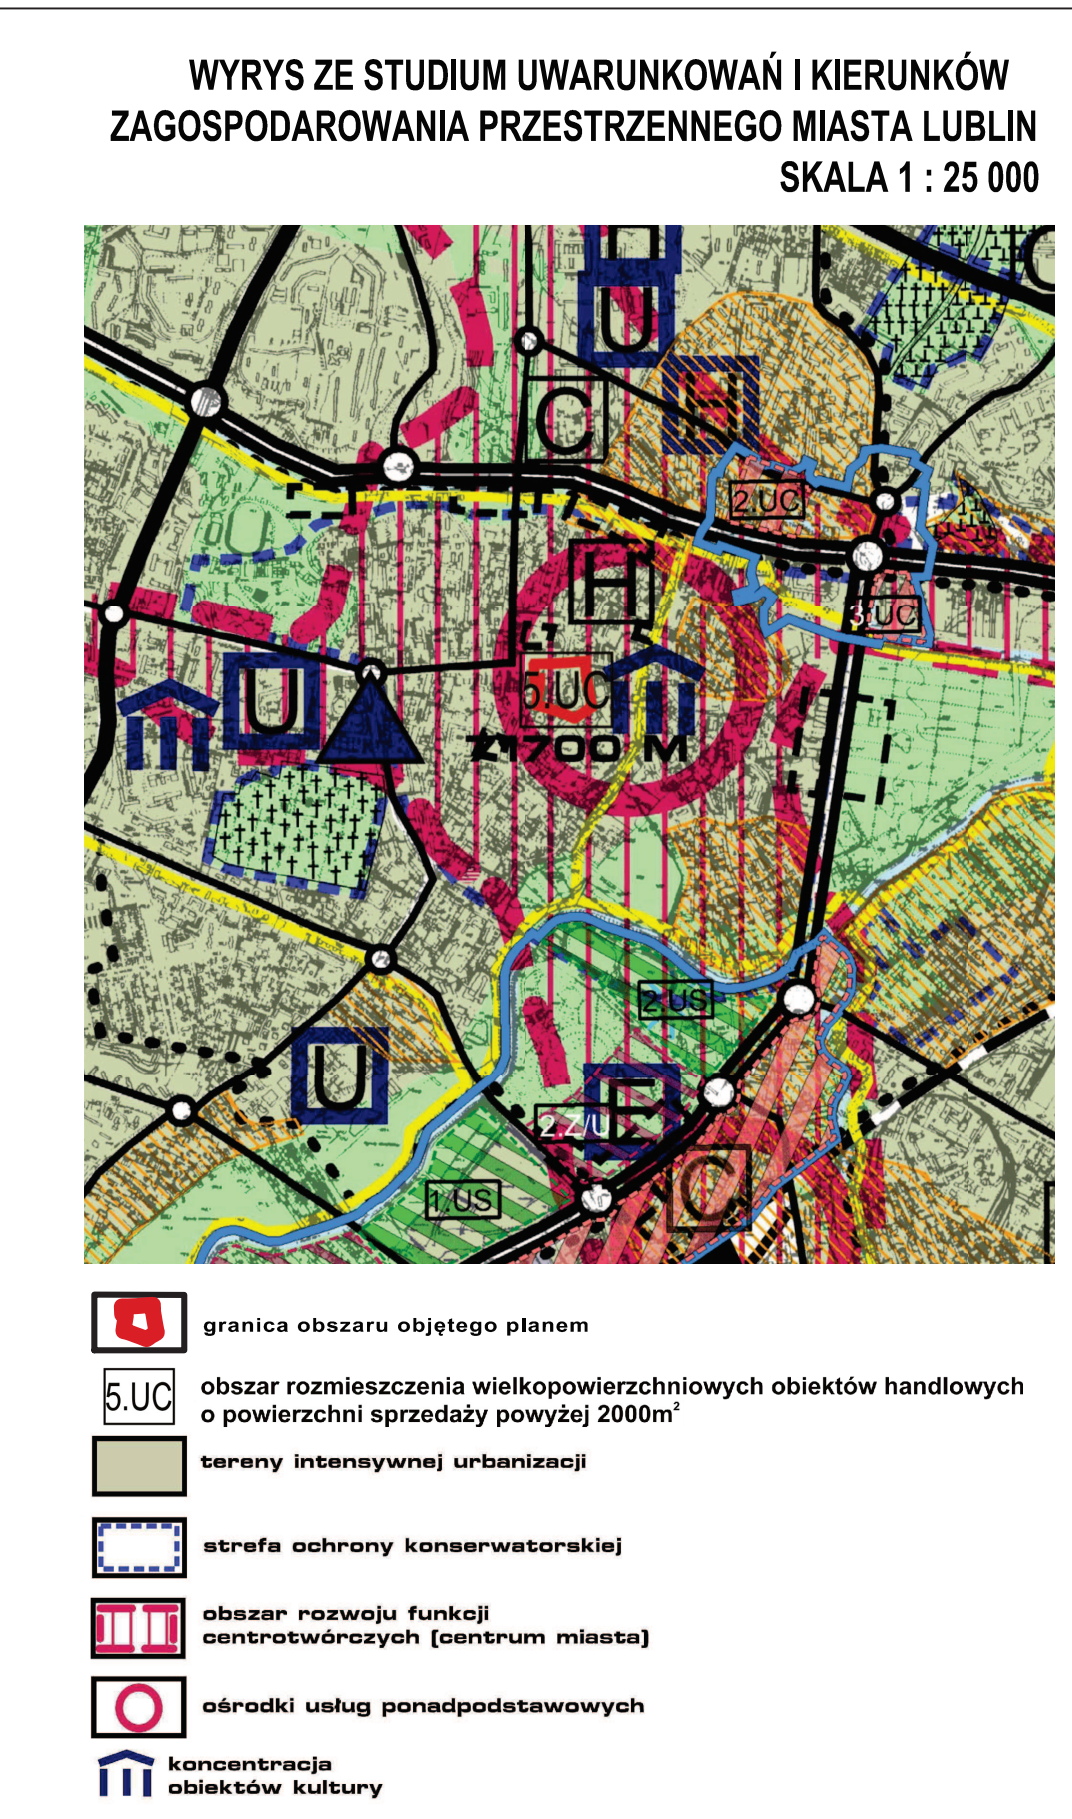 WYRYS ZE STUDIUM UWARUNKOWAŃ I KIERUNKÓW
ZAGOSPODAROWANIA PRZESTRZENNEGO MIASTA LUBLIN
SKALA 1 : 25 000
U
H
C
C
2.UC
U
H
3.UC
5.UC
U
700 M
2.US
U
E
2.Z/U
C
1.US
granica obszaru objętego planem
5.UC
obszar rozmieszczenia wielkopowierzchniowych obiektów handlowych
o powierzchni sprzedaży powyżej 2000m²
tereny intensywnej urbanizacji
strefa ochrony konserwatorskiej
obszar rozwoju funkcji
centrotwórczych (centrum miasta)
ośrodki usług ponadpodstawowych
koncentracja
obiektów kultury